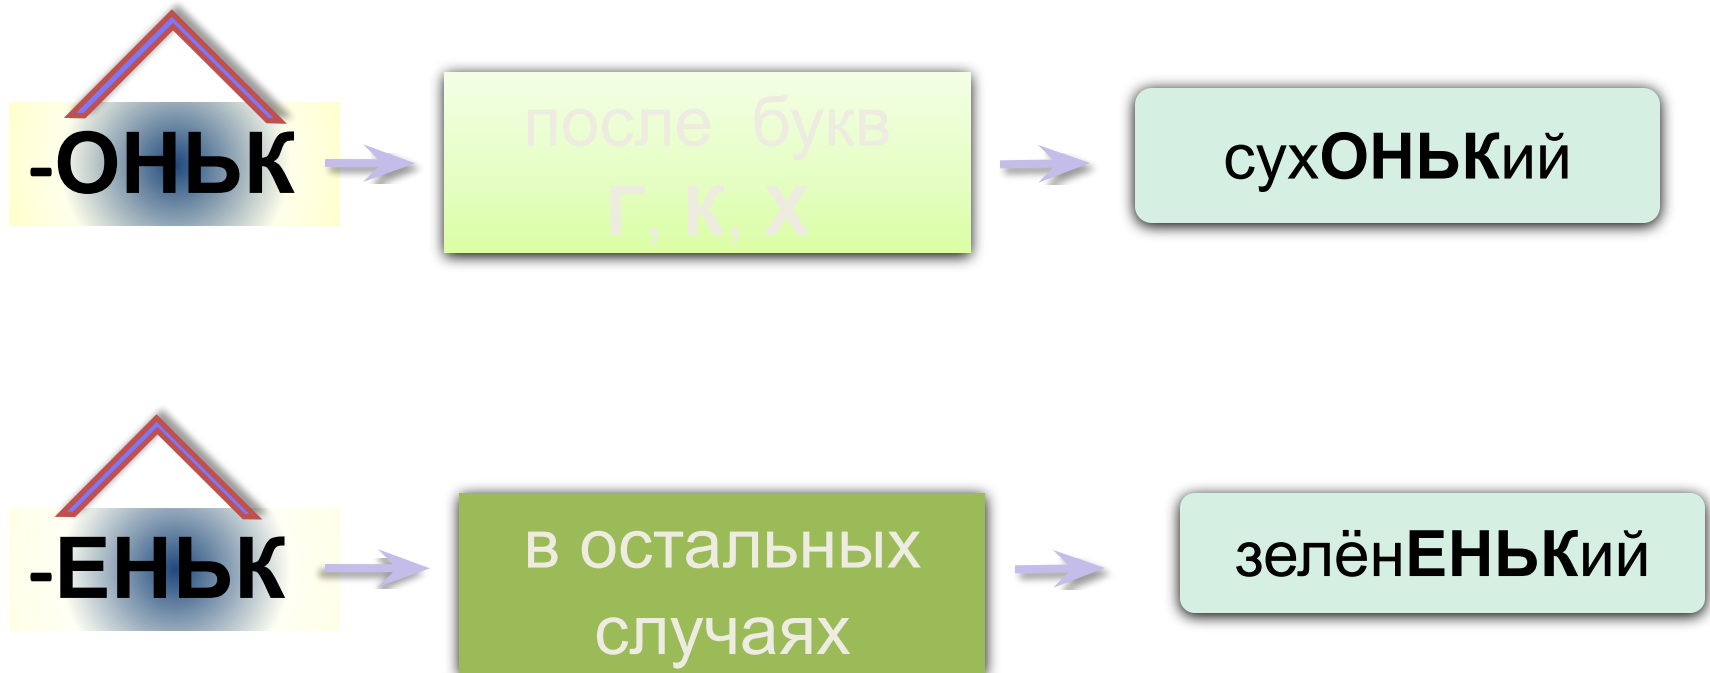 -ОНЬК
после букв
Г, К, Х
сухОНЬКий
-ЕНЬК
в остальных
случаях
зелёнЕНЬКий